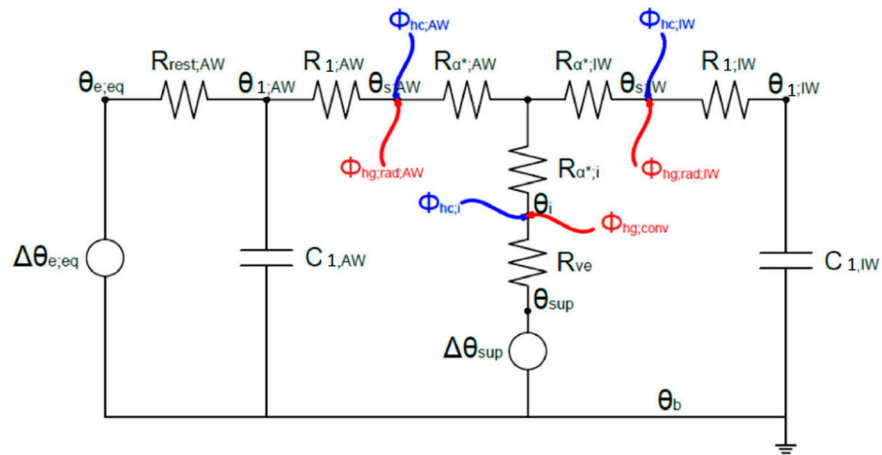 Φhc;AW
Φhc;IW
Rrest;AW
R1;AW
Rα*;AW
Rα*;IW
R1;IW
θe;eq
θ1;AW
θs;AW
θs;IW
θ1;IW
Φhg;rad;AW
Rα*;i
Φhg;rad;IW
Φhc;i
θi
Φhg;conv
Δθe;eq
C1,AW
Rve
C1,IW
θsup
Δθsup
θb